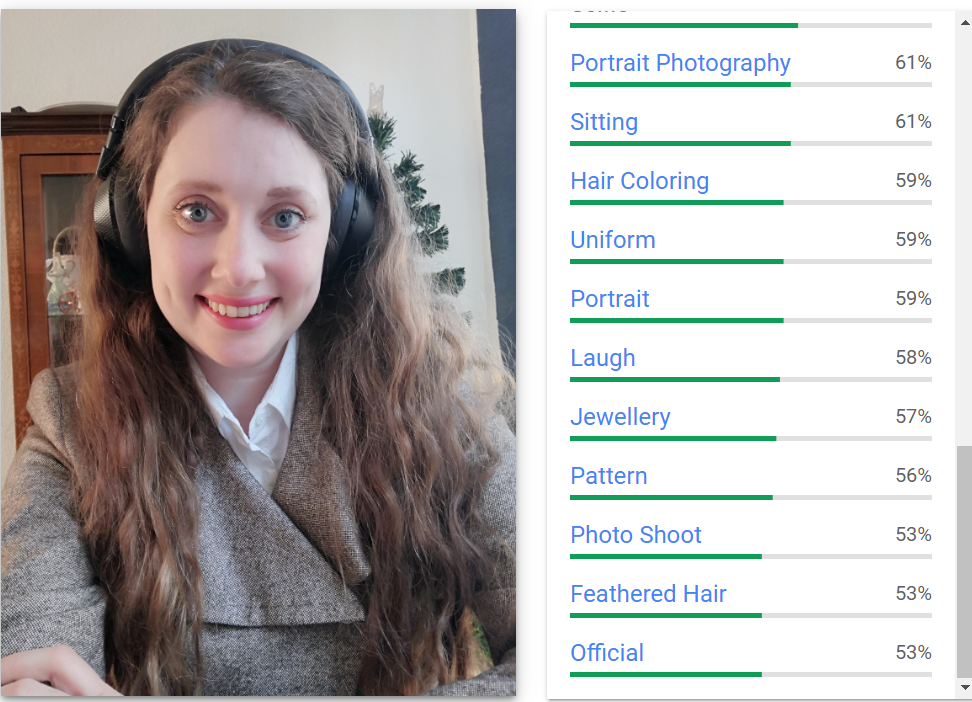 Portrait Photography 61%
Sitting 61%
Hair Coloring 59%
Uniform 59%
Portrait 59%
Laugh 58%
Jewellery 57%
Pattern 56%
Photo Shoot 53%
Feathered Hair 53%
Official 53%